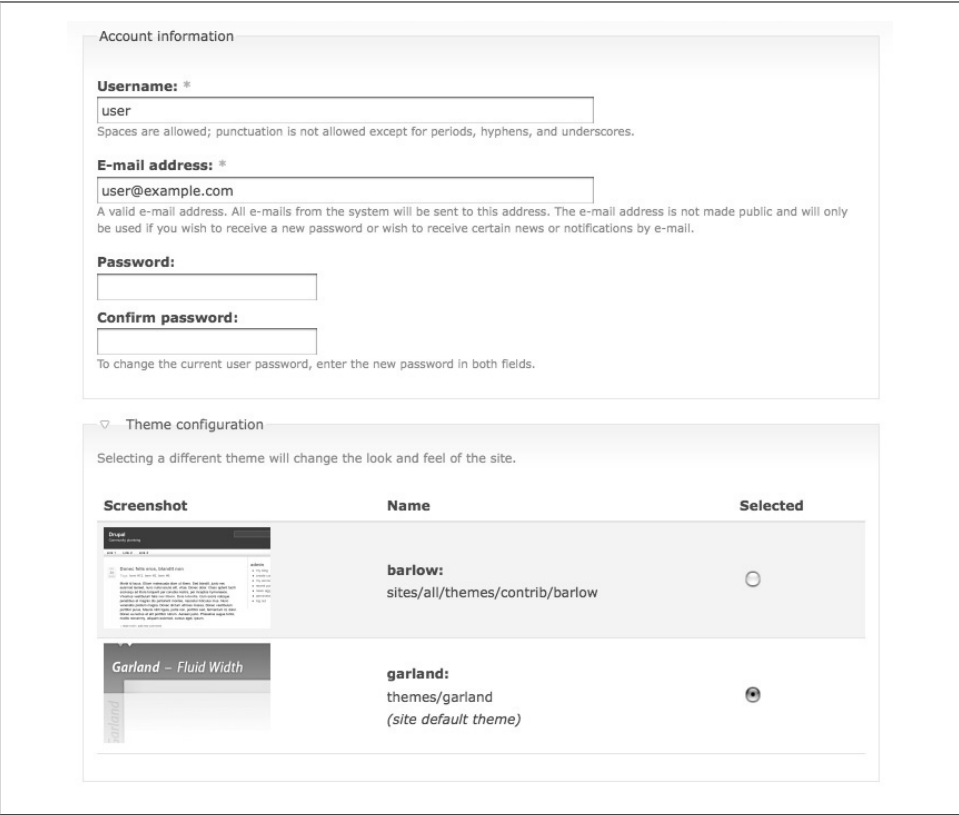 Account information
Username: *
user
Spaces are allowed; punctuation is not allowed except for periods, hyphens, and underscores.
E-mail address: *
user@example.com
A valid e-mail address. All e-mails from the system will be sent to this address. The e-mail address is not made public and will only
be used if you wish to receive a new password or wish to receive certain news or notifications by e-mail.
Password:
Confirm password:
To change the current user password, enter the new password in both fields.
Theme configuration
Selecting a different theme will change the look and feel of the site.
Screenshot Name Selected
Drupal
barlow:
sites/all/themes/contrib/barlow
Garland – Fluid Width
garland:
themes/garland
(site default theme)